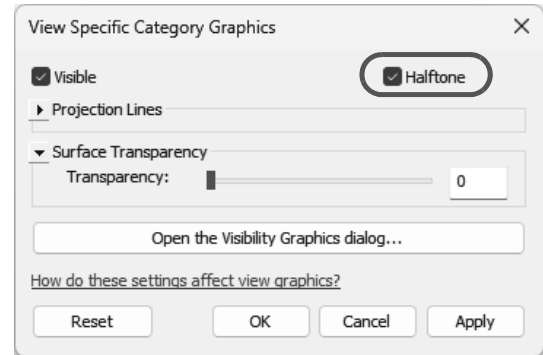 View Specific Category Graphics
Visible Halftone
Projection Lines
Surface Transparency
Transparency: 0
Open the Visibility Graphics dialog...
How do these settings affect view graphics?
Reset OK Cancel Apply